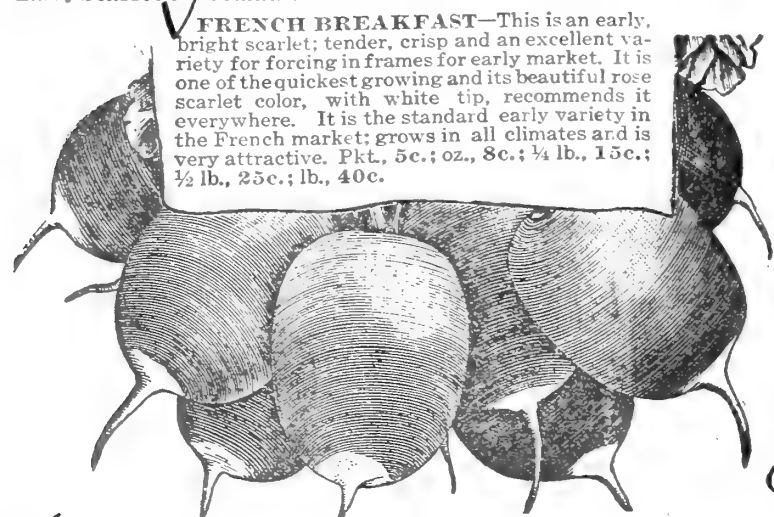 FRENCH BREAKFAST—This is an early,
bright scarlet; tender, crisp and an excellent va-
riety for forcing in frames for early market. It is
one of the quickest growing and its beautiful rose
scarlet color, with white tip, recommends it
everywhere. It is the standard early variety in
the French market; grows in all climates and is
very attractive. Pkt., 5c.; oz., 8c.; ¼ lb., 15c.;
½ lb., 25c.; lb., 40c.